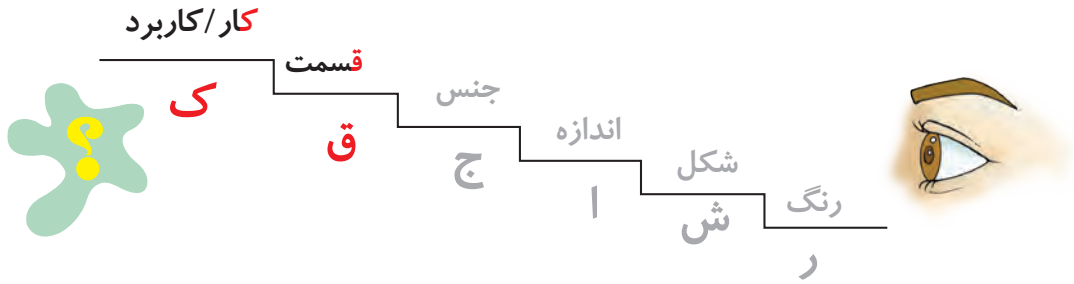 کار/کاربرد
ک
قسمت
ق
جنس
ج
اندازه
ا
شکل
ش
رنگ
ر
؟